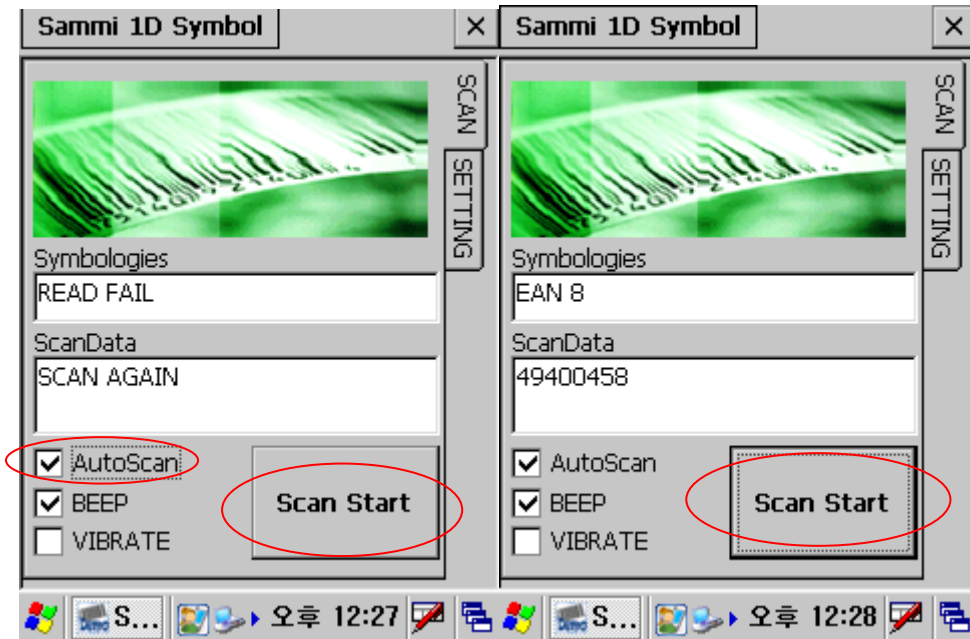 Sammi 1D Symbol
SCAN
SETTING
Symbologies
READ FAIL
ScanData
SCAN AGAIN
AutoScan
BEEP
VIBRATE
Scan Start
S... 오후 12:27
Sammi 1D Symbol
SCAN
SETTING
Symbologies
EAN 8
ScanData
49400458
AutoScan
BEEP
VIBRATE
Scan Start
S... 오후 12:28